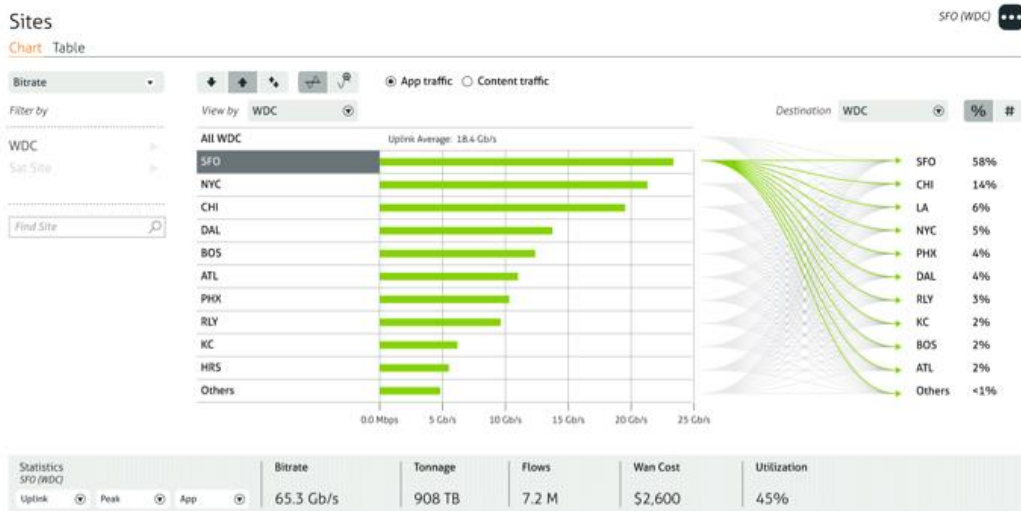 Sites
SFO (WDC)
Chart Table
Bitrate
App traffic Content traffic
Filter by
View by WDC
Destination WDC % #
WDC
Sat Site
Find Site
All WDC Uplink Average: 18.4 Gb/s
SFO
NYC
CHI
DAL
BOS
ATL
PHX
RLY
KC
HRS
Others
0.0 Mbps 5 Gb/s 10 Gb/s 15 Gb/s 20 Gb/s 25 Gb/s
SFO 58%
CHI 14%
LA 6%
NYC 5%
PHX 4%
DAL 4%
RLY 3%
KC 2%
BOS 2%
ATL 2%
Others <1%
Statistics
SFO (WDC)
Uplink Peak App
Bitrate
65.3 Gb/s
Tonnage
908 TB
Flows
7.2 M
Wan Cost
$2,600
Utilization
45%